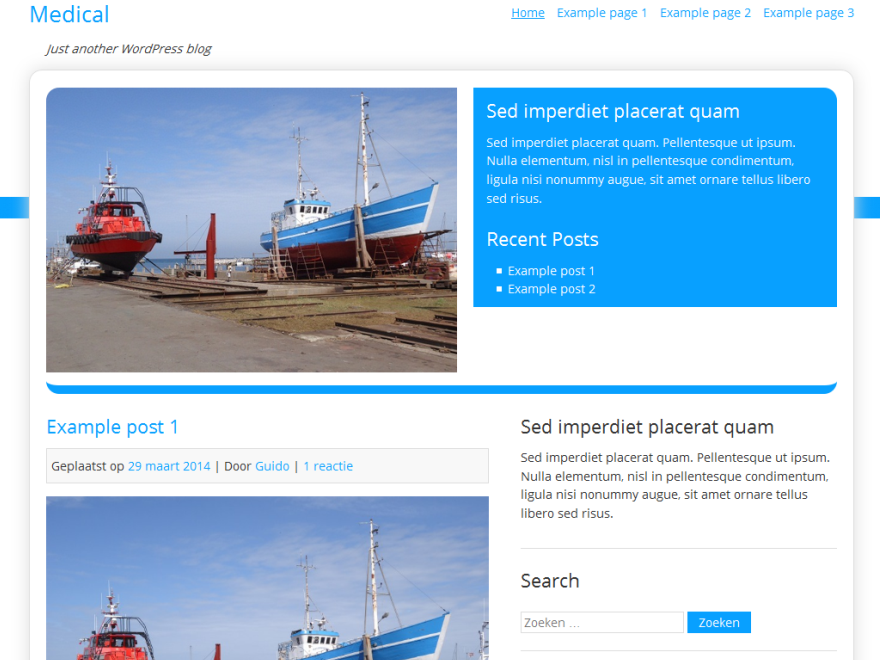 Medical
Home Example page 1 Example page 2 Example page 3
Just another WordPress blog
Sed imperdiet placerat quam
Sed imperdiet placerat quam. Pellentesque ut ipsum.
Nulla elementum, nisl in pellentesque condimentum,
ligula nisi nonummy augue, sit amet ornare tellus libero
sed risus.
Recent Posts
Example post 1
Example post 2
Example post 1
Geplaatst op 29 maart 2014 | Door Guido | 1 reactie
Sed imperdiet placerat quam
Sed imperdiet placerat quam. Pellentesque ut ipsum.
Nulla elementum, nisl in pellentesque condimentum,
ligula nisi nonummy augue, sit amet ornare tellus
libero sed risus.
Search
Zoeken ... Zoeken